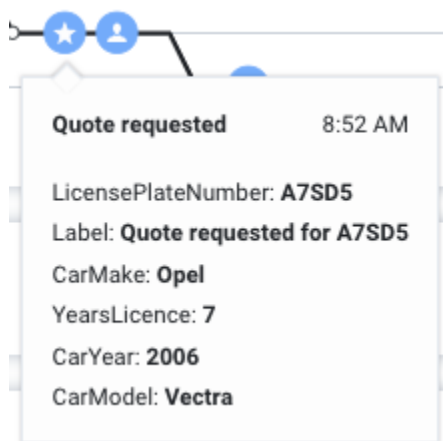 Quote requested 8:52 AM
LicensePlateNumber: A7SD5
Label: Quote requested for A7SD5
CarMake: Opel
YearsLicence: 7
CarYear: 2006
CarModel: Vectra